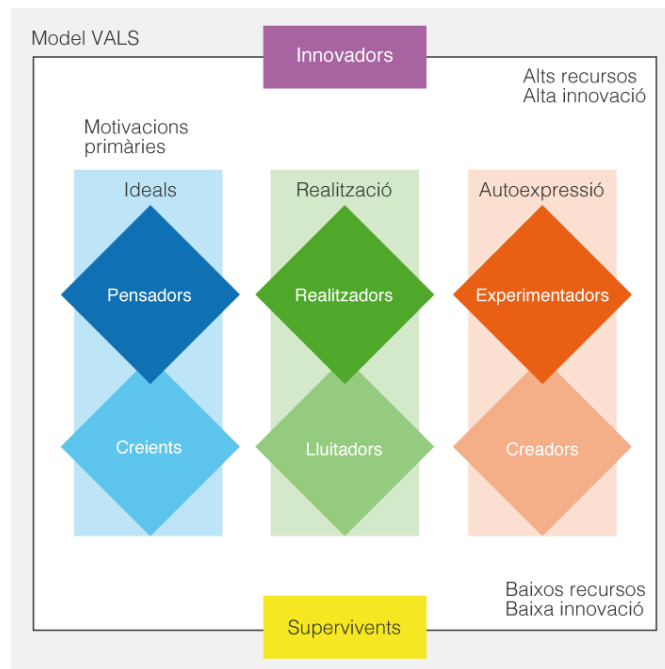 Model VALS
Innovadors
Alts recursos
Alta innovació
Motivacions
primàries
Ideals
Realització
Autoexpressió
Pensadors
Realitzadors
Experimentadors
Creients
Lluitadors
Creadors
Baixos recursos
Baixa innovació
Supervivents